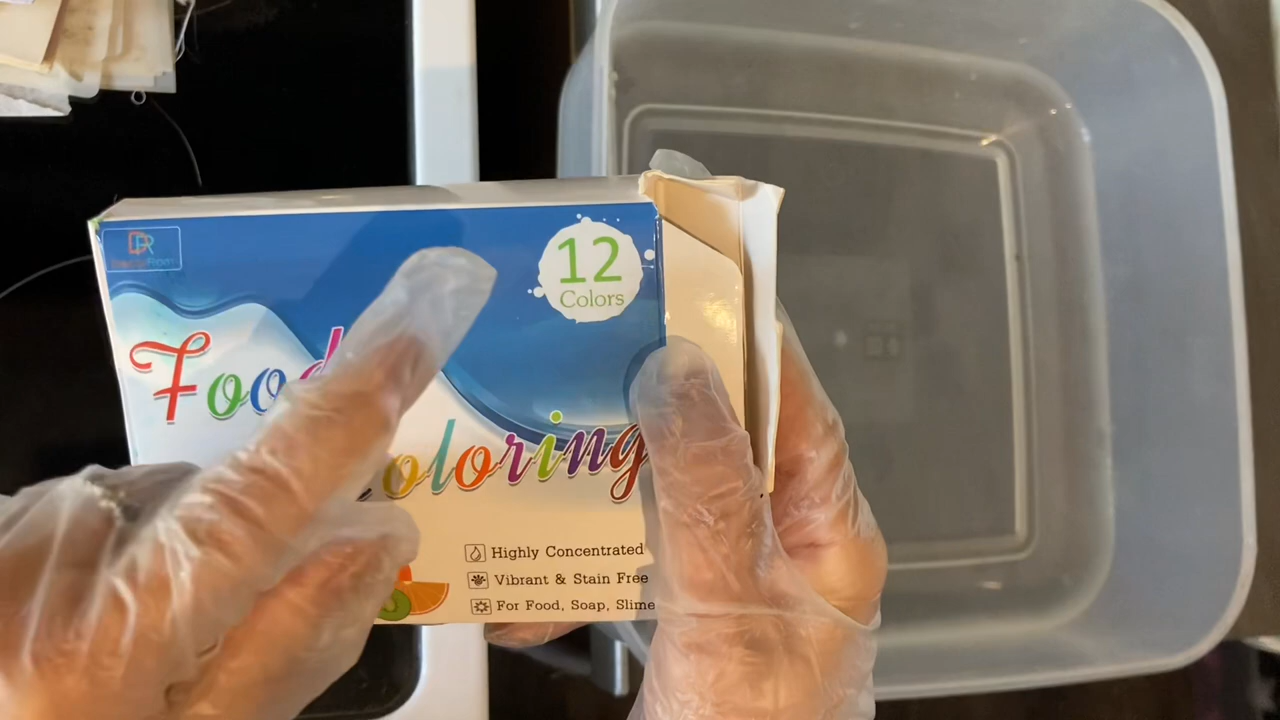 12
Colors
Food
oloring
Highly Concentrated
Vibrant & Stain Free
For Food, Soap, Slime